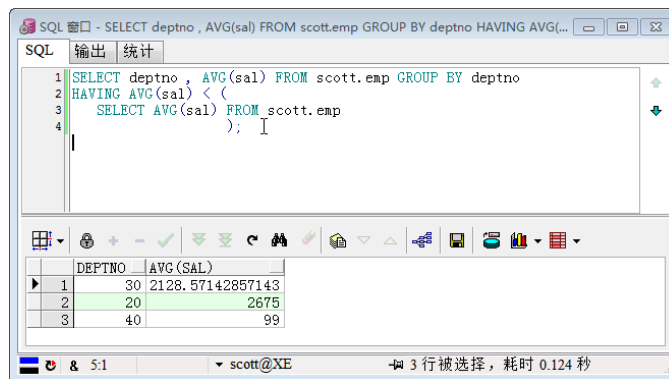 SQL 窗口 - SELECT deptno , AVG(sal) FROM scott.emp GROUP BY deptno HAVING AVG(...
SQL 输出 统计
1 SELECT deptno , AVG(sal) FROM scott.emp GROUP BY deptno
2 HAVING AVG(sal) < (
3 SELECT AVG(sal) FROM scott.emp
4 );
DEPTNO AVG(SAL)
1 30 2128.57142857143
2 20 2675
3 40 99
& 5:1 scott@XE 3 行被选择，耗时 0.124 秒